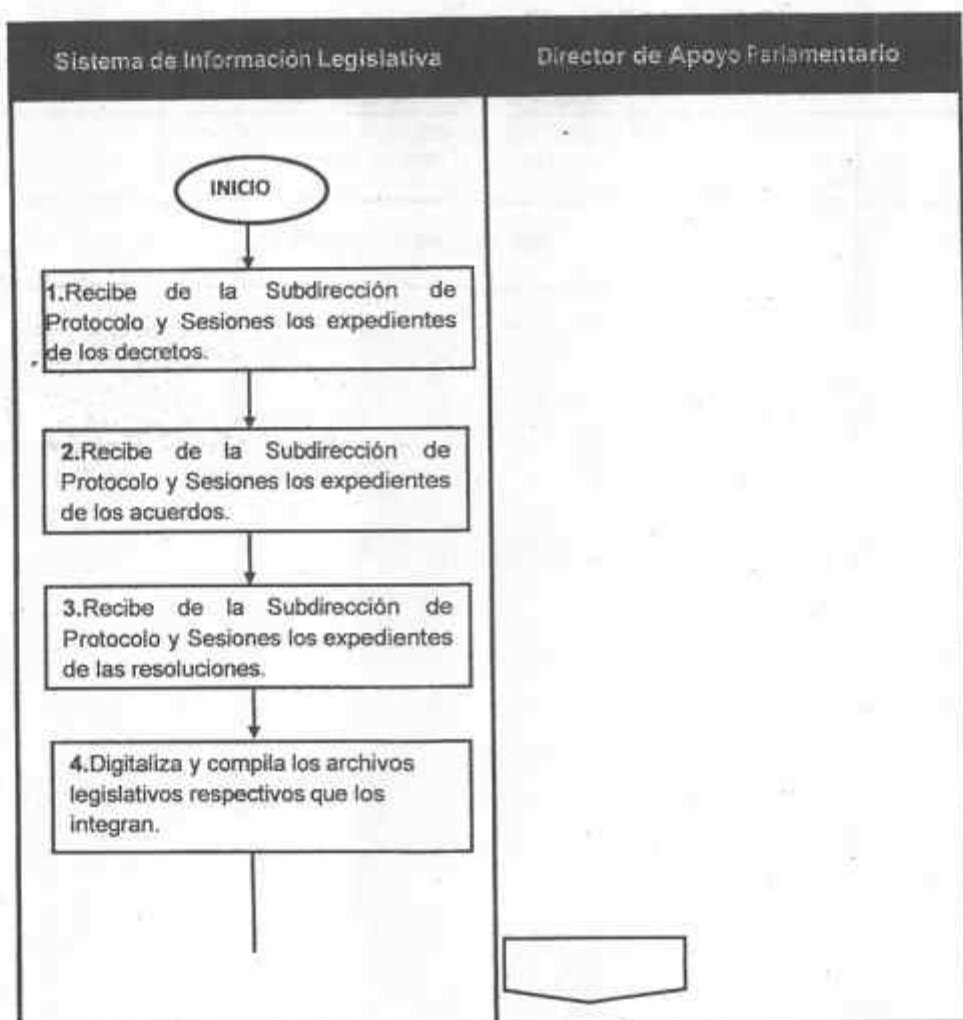 Sistema de Información Legislativa
Director de Apoyo Parlamentario
INICIO
1.Recibe de la Subdirección de
Protocolo y Sesiones los expedientes
de los decretos.
2.Recibe de la Subdirección de
Protocolo y Sesiones los expedientes
de los acuerdos.
3.Recibe de la Subdirección de
Protocolo y Sesiones los expedientes
de las resoluciones.
4.Digitaliza y compila los archivos
legislativos respectivos que los
integran.